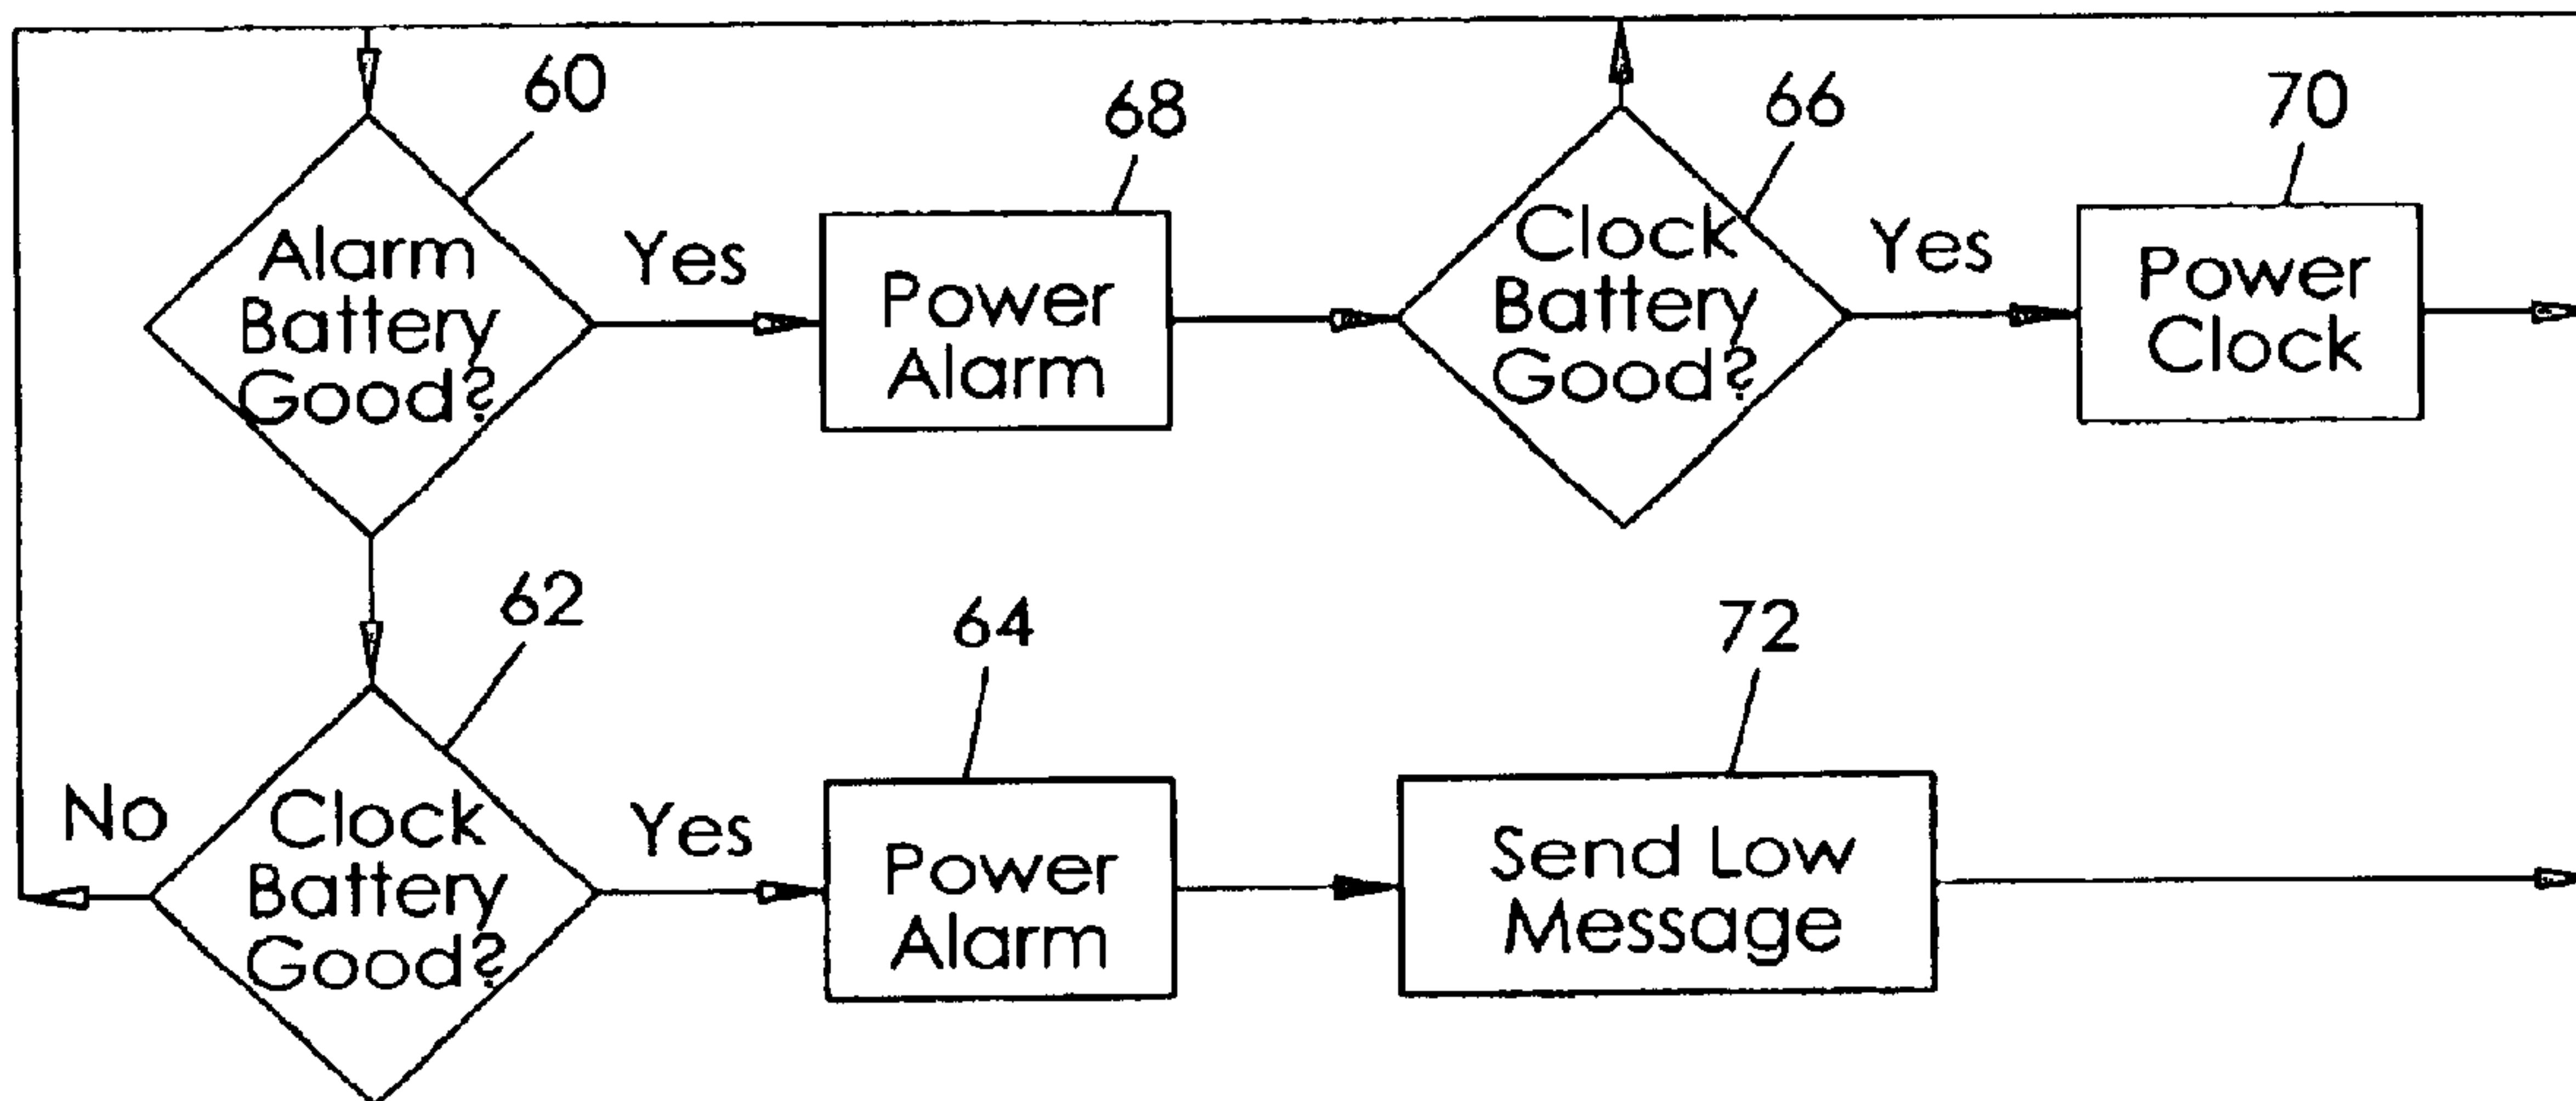 60
Alarm
Battery
Good?
Yes
68
Power
Alarm
66
Clock
Battery
Good?
Yes
70
Power
Clock
62
No
Clock
Battery
Good?
Yes
64
Power
Alarm
72
Send Low
Message